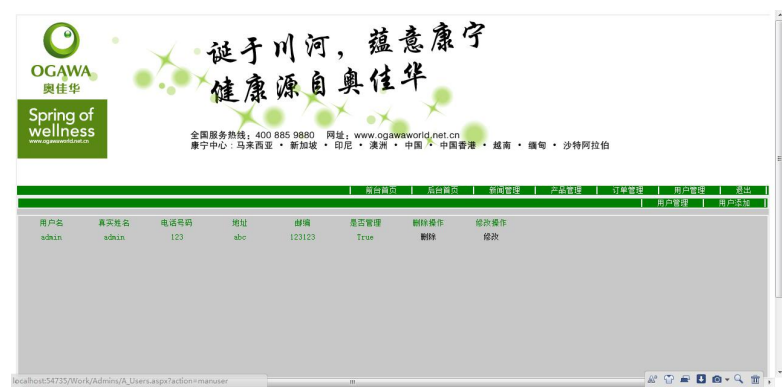 OGAWA
奥佳华
Spring of
wellness
www.ogawaworld.net.cn
诞于川河，蕴意康宁
健康源自奥佳华
全国服务热线：400 885 9880 网址：www.ogawaworld.net.cn
康宁中心：马来西亚 · 新加坡 · 印尼 · 澳洲 · 中国 · 中国香港 · 越南 · 缅甸 · 沙特阿拉伯
| 前台首页 | 后台首页 | 新闻管理 | 产品管理 | 订单管理 | 用户管理 | 退出 |
| 用户管理 | 用户添加 |
用户名 真实姓名 电话号码 地址 邮编 是否管理 删除操作 修改操作
admin admin 123 abc 123123 True 删除 修改
localhost:54735/Work/Admins/A_Users.aspx?action=manuser